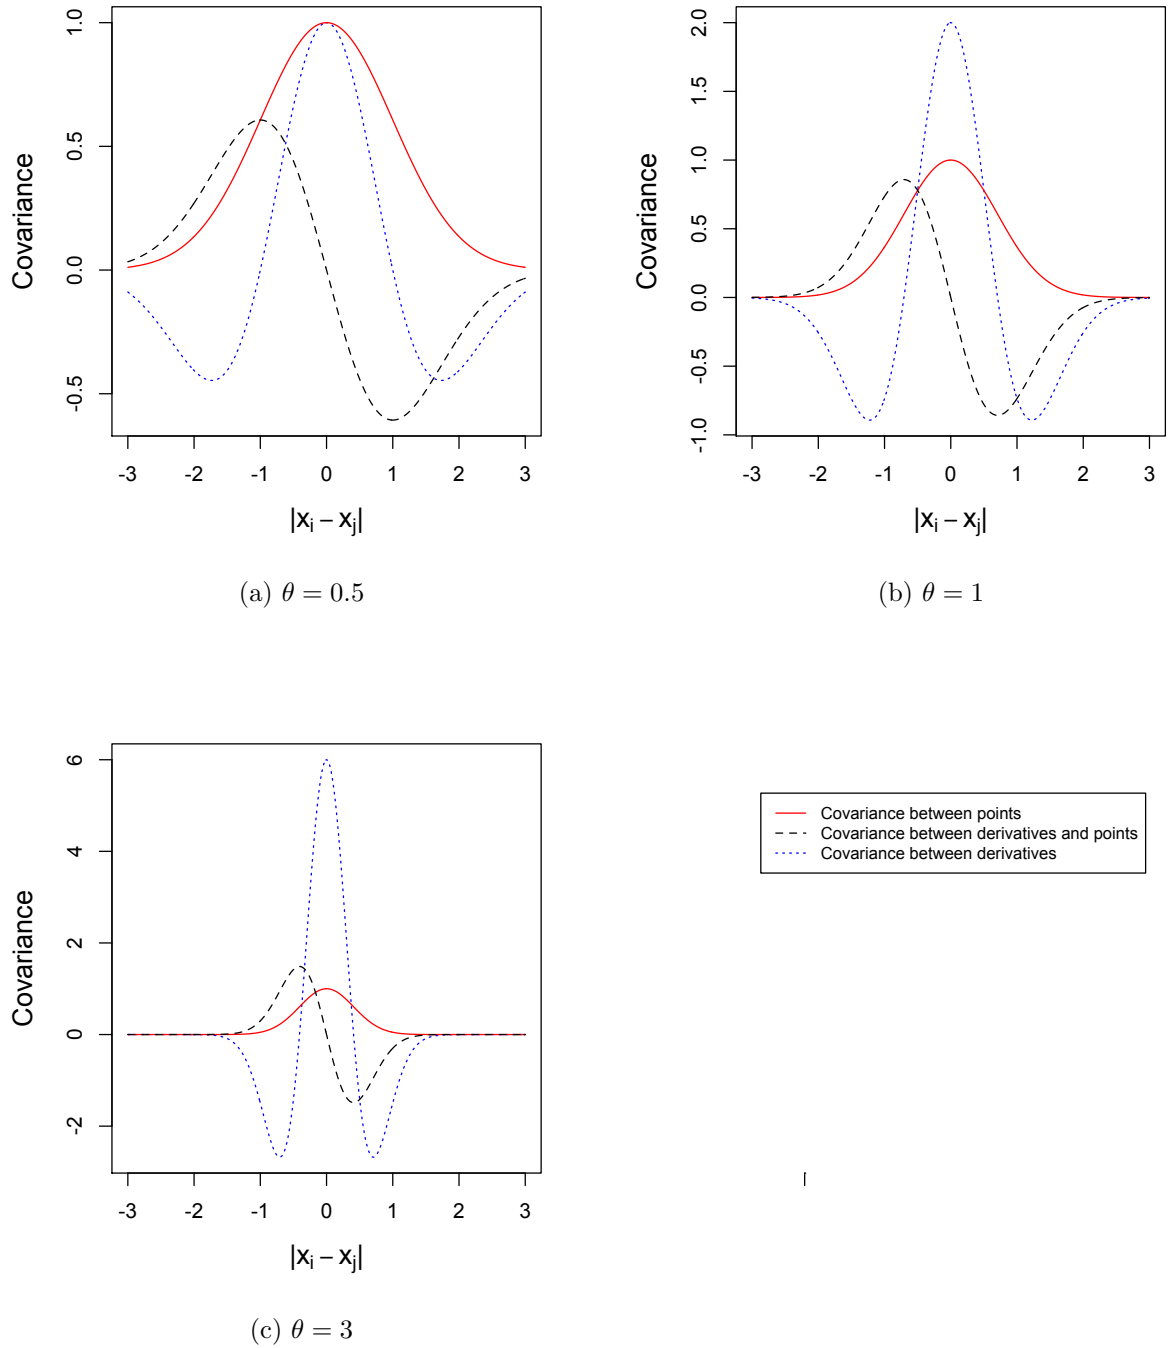 1.0
0.5
0.0
-0.5
Covariance
-3 -2 -1 0 1 2 3
|xi – xj|
(a) θ = 0.5
2.0
1.5
1.0
0.5
0.0
-0.5
-1.0
Covariance
-3 -2 -1 0 1 2 3
|xi – xj|
(b) θ = 1
6
4
2
0
-2
Covariance
-3 -2 -1 0 1 2 3
|xi – xj|
(c) θ = 3
Covariance between points
Covariance between derivatives and points
Covariance between derivatives